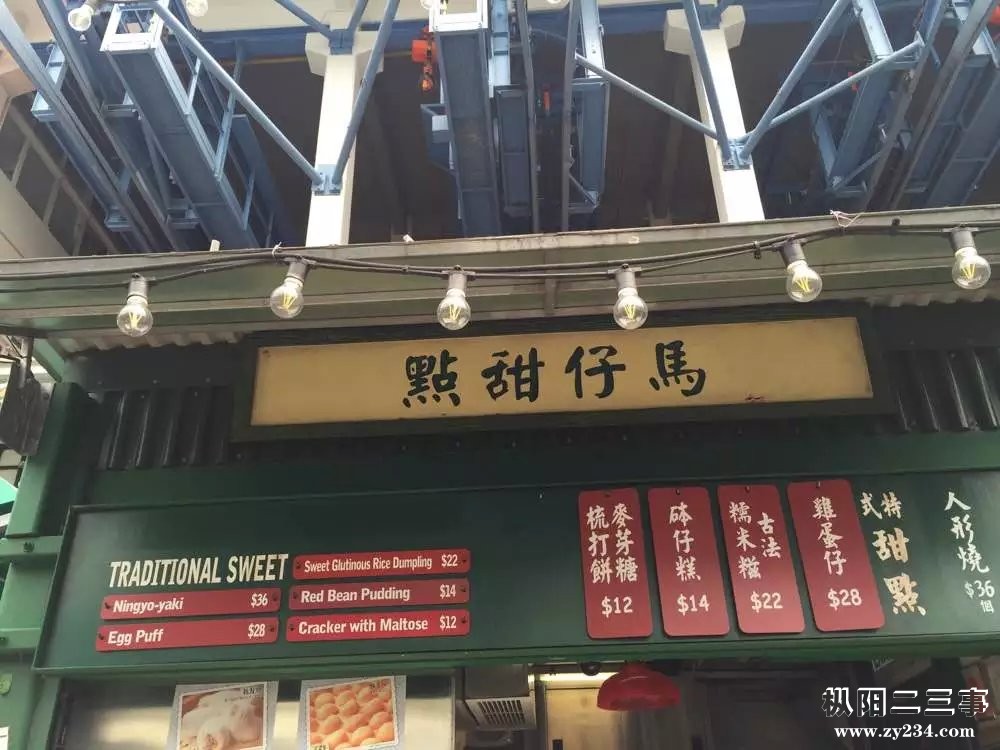 馬仔甜點
TRADITIONAL SWEET
Ningyo-yaki $36
Egg Puff $28
Sweet Glutinous Rice Dumpling $22
Red Bean Pudding $14
Cracker with Maltose $12
人形燒 $36個
特式甜點
雞蛋仔 $28
古法糯米糍 $22
砵仔糕 $14
麥芽糖梳打餅 $12
枞阳二三事
www.zy234.com